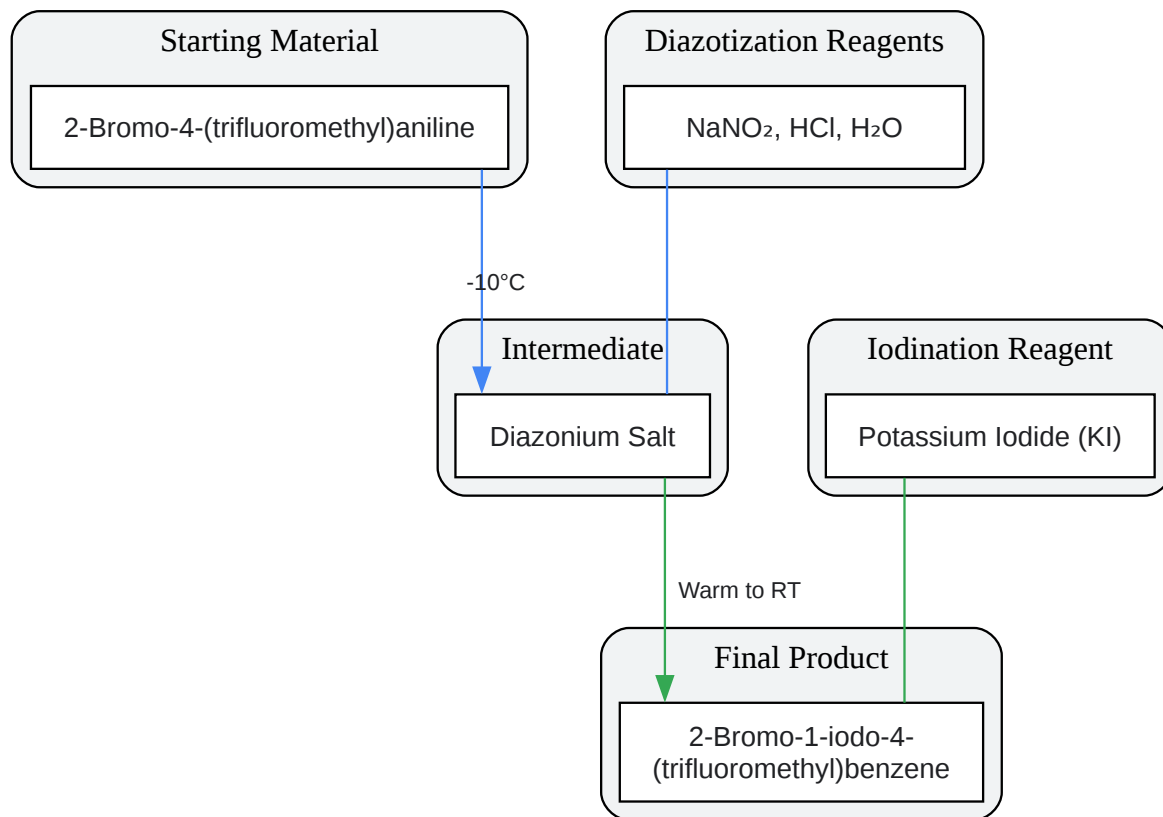 Starting Material
Diazotization Reagents
2-Bromo-4-(trifluoromethyl)aniline
NaNO₂, HCl, H₂O
-10°C
Intermediate
Iodination Reagent
Diazonium Salt
Potassium Iodide (KI)
Warm to RT
Final Product
2-Bromo-1-iodo-4-
(trifluoromethyl)benzene